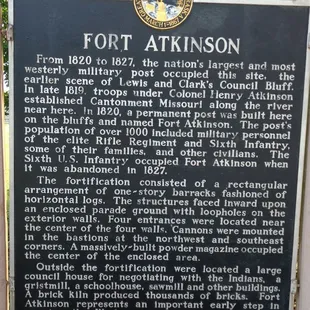 MARCH 1ST 1867
FORT ATKINSON
From 1820 to 1827, the nation's largest and most
westerly military post occupied this site, the
earlier scene of Lewis and Clark's Council Bluff.
In late 1819, troops under Colonel Henry Atkinson
established Cantonment Missouri along the river
near here. In 1820, a permanent post was built here
on the bluffs and named Fort Atkinson. The post's
population of over 1000 included military personnel
of the elite Rifle Regiment and Sixth Infantry,
some of their families, and other civilians. The
Sixth U.S. Infantry occupied Fort Atkinson when
it was abandoned in 1827.
The fortification consisted of a rectangular
arrangement of one-story barracks fashioned of
horizontal logs. The structures faced inward upon
an enclosed parade ground with loopholes on the
exterior walls. Four entrances were located near
the center of the four walls. Cannons were mounted
in the bastions at the northwest and southeast
corners. A massively-built powder magazine occupied
the center of the enclosed area.
Outside the fortification were located a large
council house for negotiating with the Indians, a
gristmill, a schoolhouse, sawmill and other buildings.
A brick kiln produced thousands of bricks. Fort
Atkinson represents an important early step in